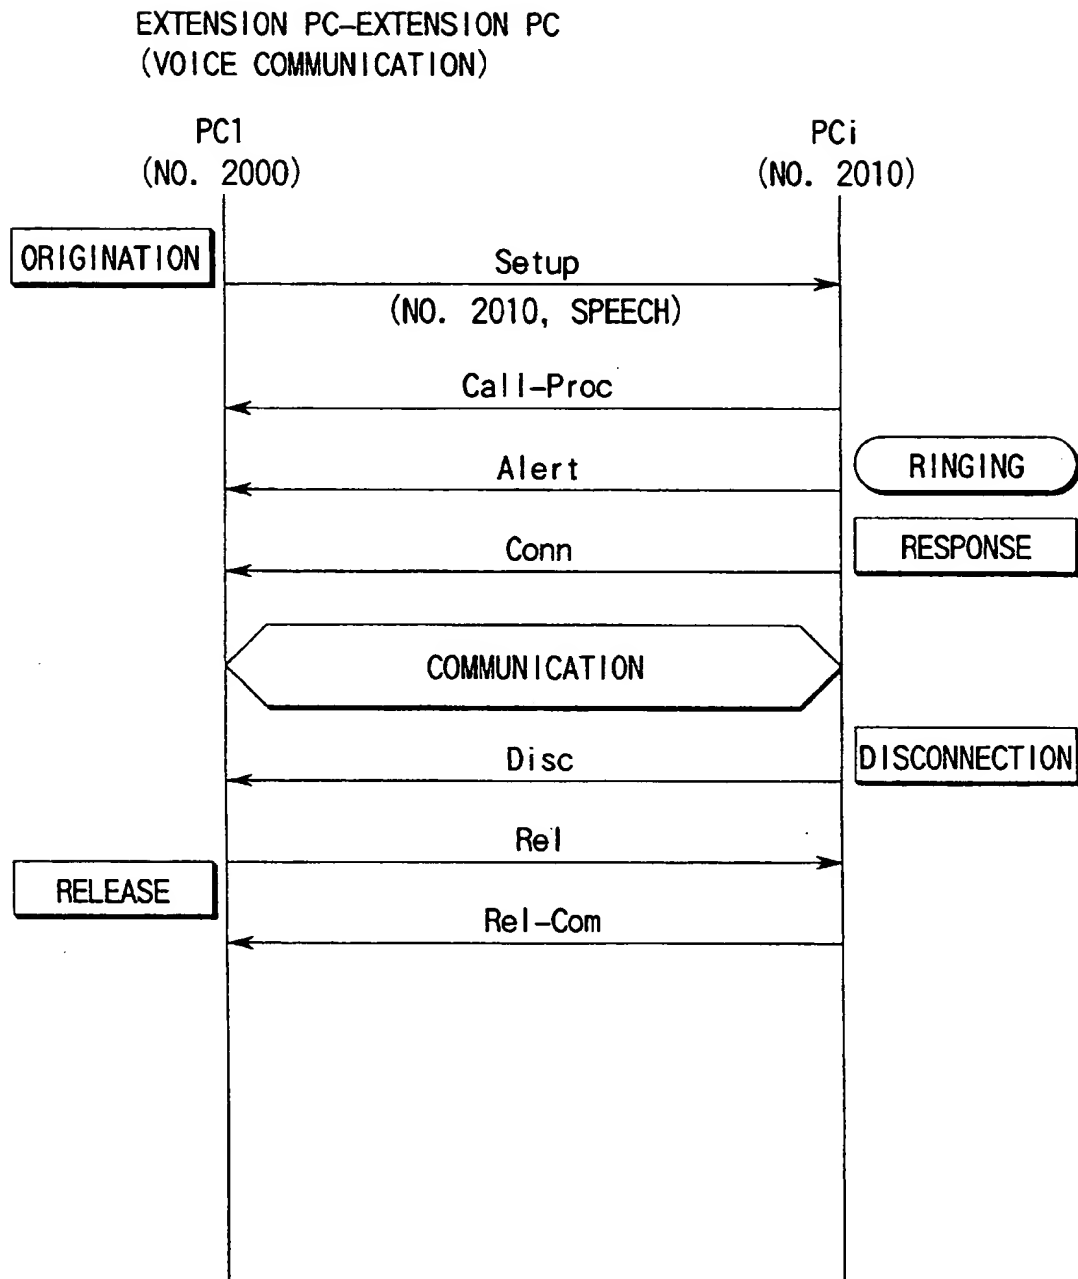 EXTENSION PC-EXTENSION PC
(VOICE COMMUNICATION)
PC1
(NO. 2000)
PCi
(NO. 2010)
ORIGINATION
Setup
(NO. 2010, SPEECH)
Call-Proc
Alert
RINGING
Conn
RESPONSE
COMMUNICATION
Disc
DISCONNECTION
Rel
RELEASE
Rel-Com